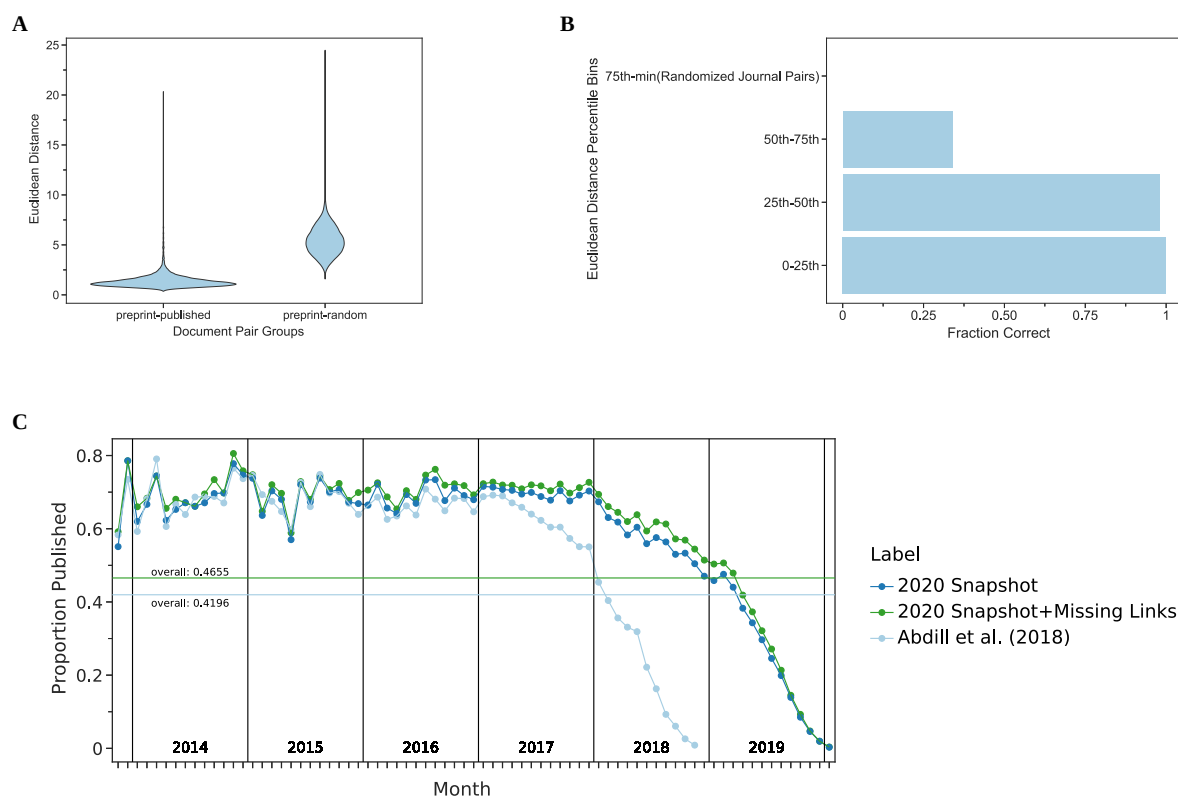 A
Euclidean Distance
25
20
15
10
5
0
preprint-published
preprint-random
Document Pair Groups
B
Euclidean Distance Percentile Bins
75th-min(Randomized Journal Pairs)
50th-75th
25th-50th
0-25th
0
0.25
0.50
0.75
1
Fraction Correct
C
Proportion Published
0.8
0.6
0.4
0.2
0
overall: 0.4655
overall: 0.4196
2014
2015
2016
2017
2018
2019
Month
Label
2020 Snapshot
2020 Snapshot+Missing Links
Abdill et al. (2018)